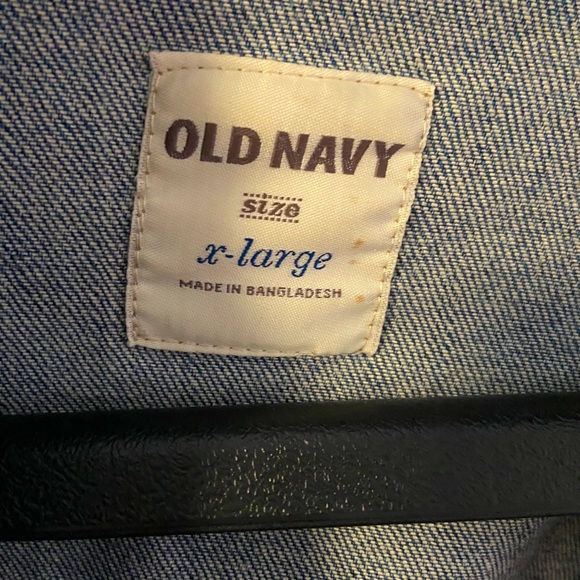 OLD NAVY
size
x-large
MADE IN BANGLADESH